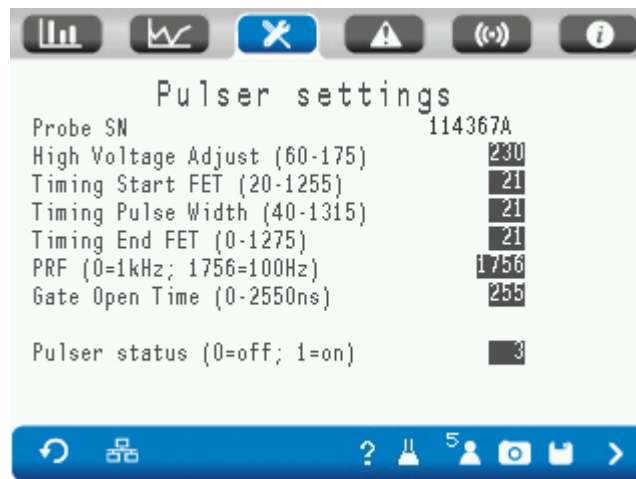 Pulser settings
Probe SN 114367A
High Voltage Adjust (60-175) 230
Timing Start FET (20-1255) 21
Timing Pulse Width (40-1315) 21
Timing End FET (0-1275) 21
PRF (0=1kHz; 1756=100Hz) 1756
Gate Open Time (0-2550ns) 255
Pulser status (0=off; 1=on) 3
? 5